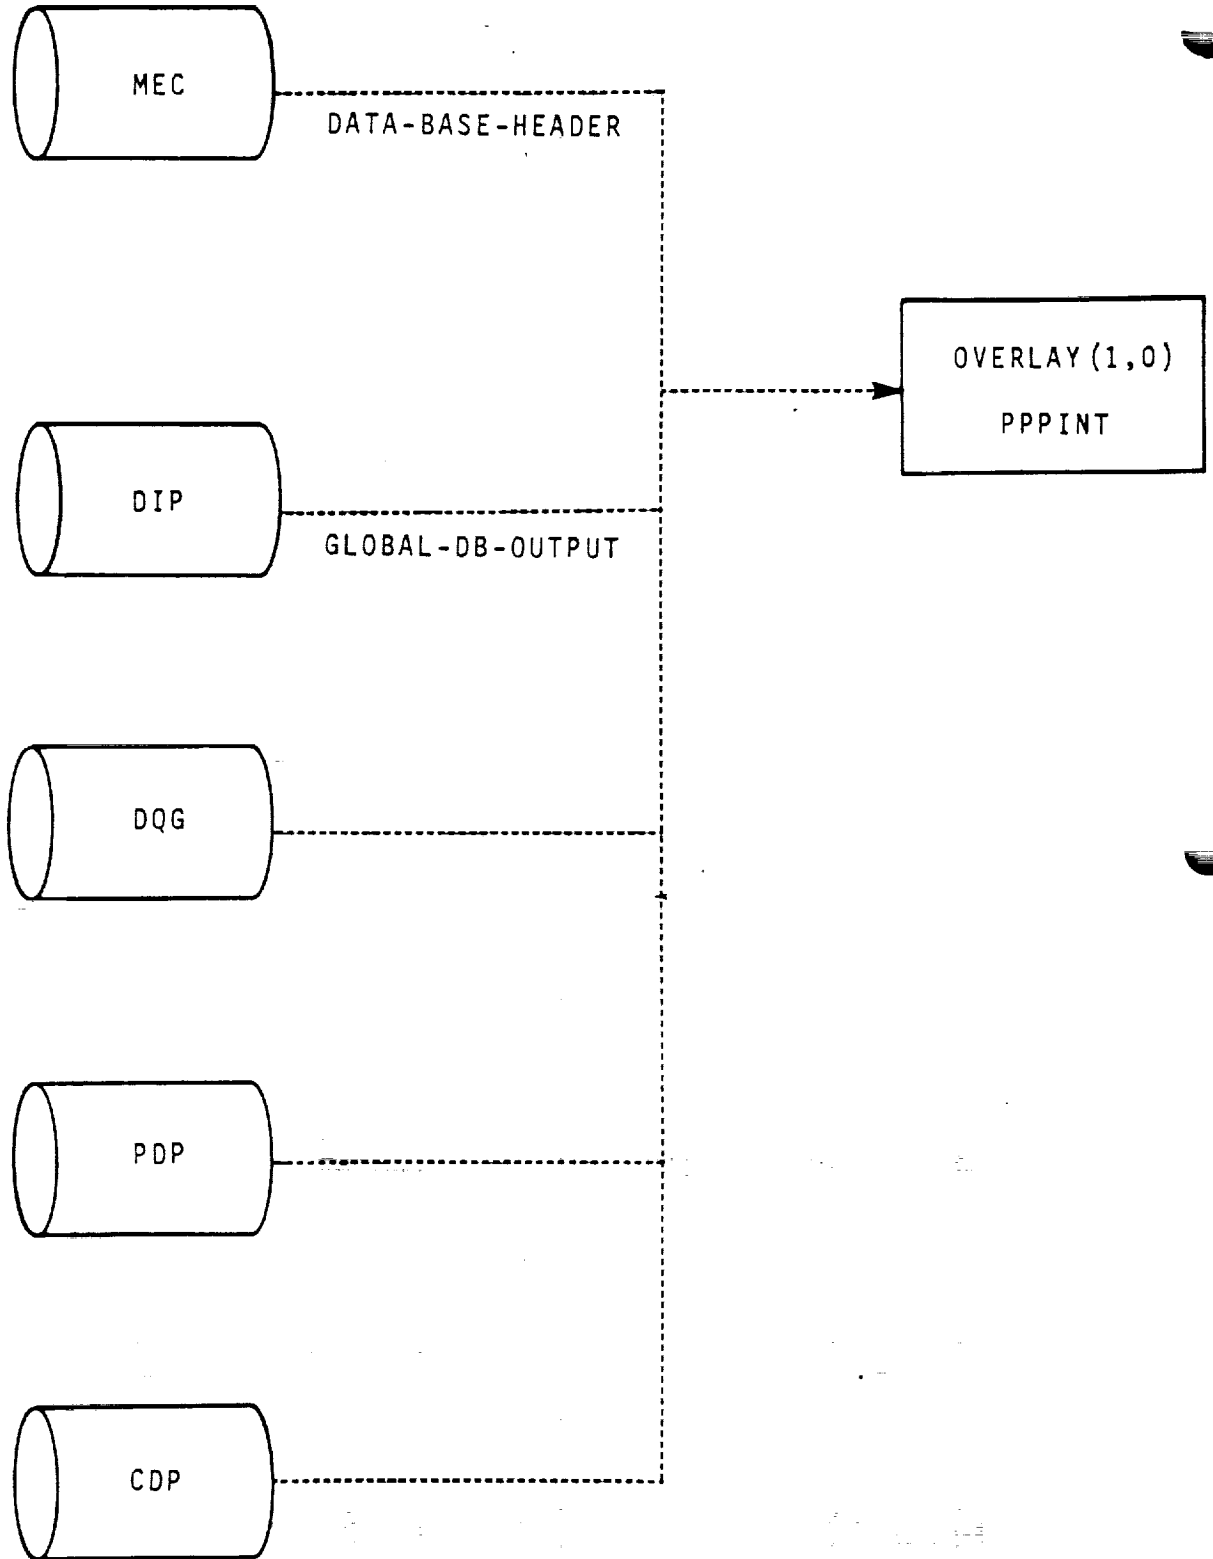 MEC
DATA-BASE-HEADER
OVERLAY(1,0)
PPPINT
DIP
GLOBAL-DB-OUTPUT
DQG
PDP
CDP